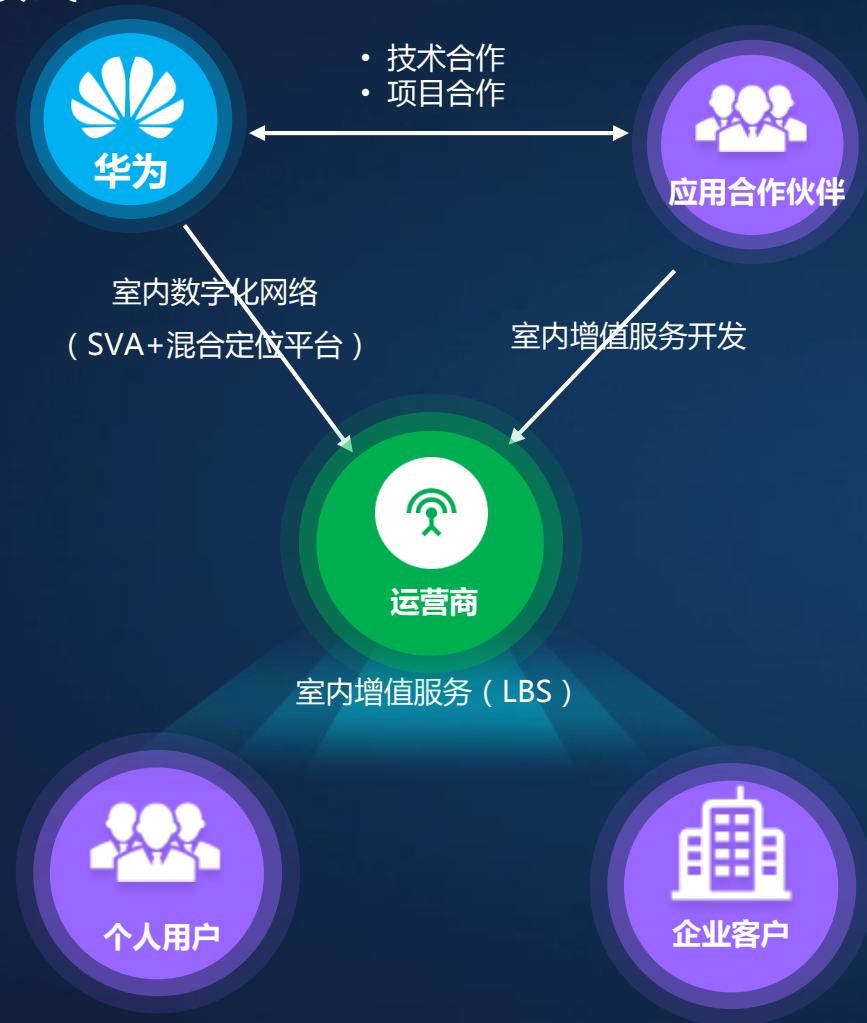 • 技术合作
• 项目合作
华为
应用合作伙伴
室内数字化网络
（SVA+混合定位平台）
室内增值服务开发
运营商
室内增值服务（LBS）
个人用户
企业客户